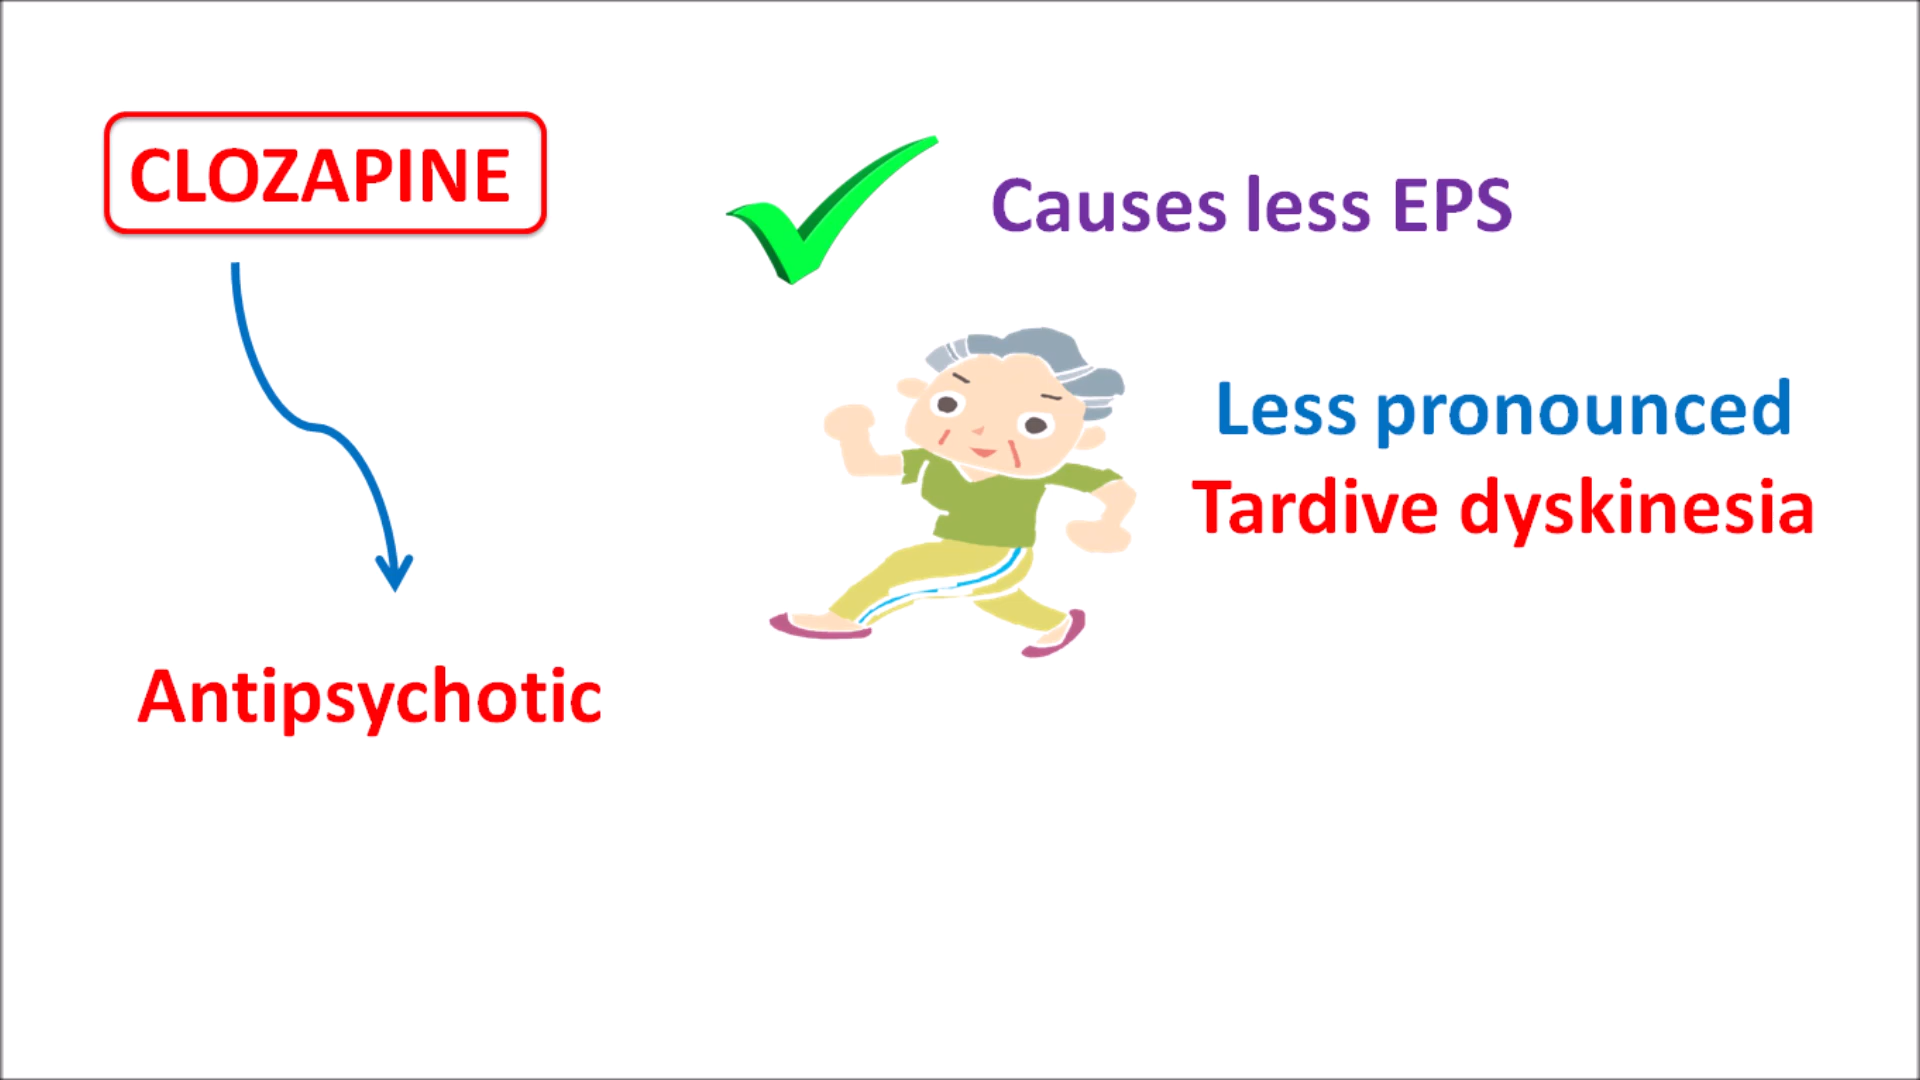 CLOZAPINE
Causes less EPS
Less pronounced
Tardive dyskinesia
Antipsychotic